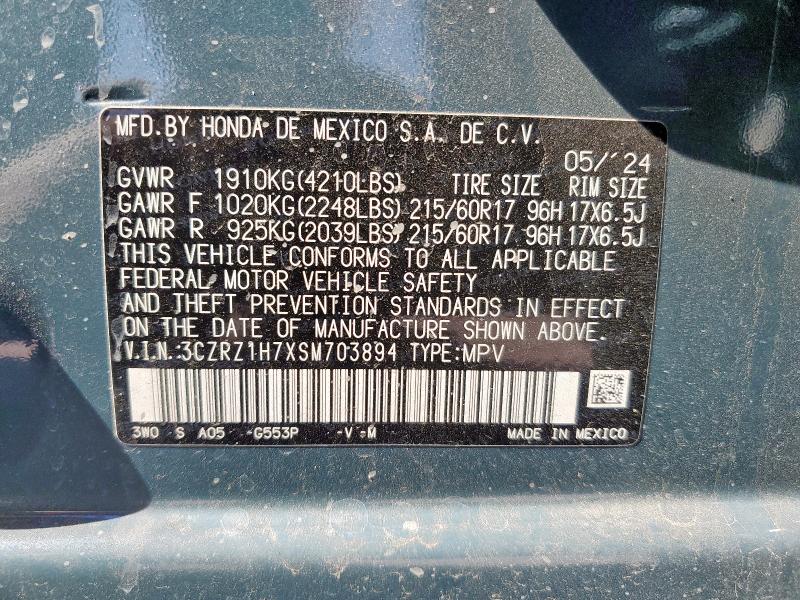 MFD.BY HONDA DE MEXICO S.A. DE C.V.
05/´24
GVWR 1910KG(4210LBS) TIRE SIZE RIM SIZE
GAWR F 1020KG(2248LBS) 215/60R17 96H 17X6.5J
GAWR R 925KG(2039LBS) 215/60R17 96H 17X6.5J
THIS VEHICLE CONFORMS TO ALL APPLICABLE
FEDERAL MOTOR VEHICLE SAFETY
AND THEFT PREVENTION STANDARDS IN EFFECT
ON THE DATE OF MANUFACTURE SHOWN ABOVE.
V.I.N. 3CZRZ1H7XSM703894 TYPE:MPV
3W0 S A05 -G553P -V -M MADE IN MEXICO